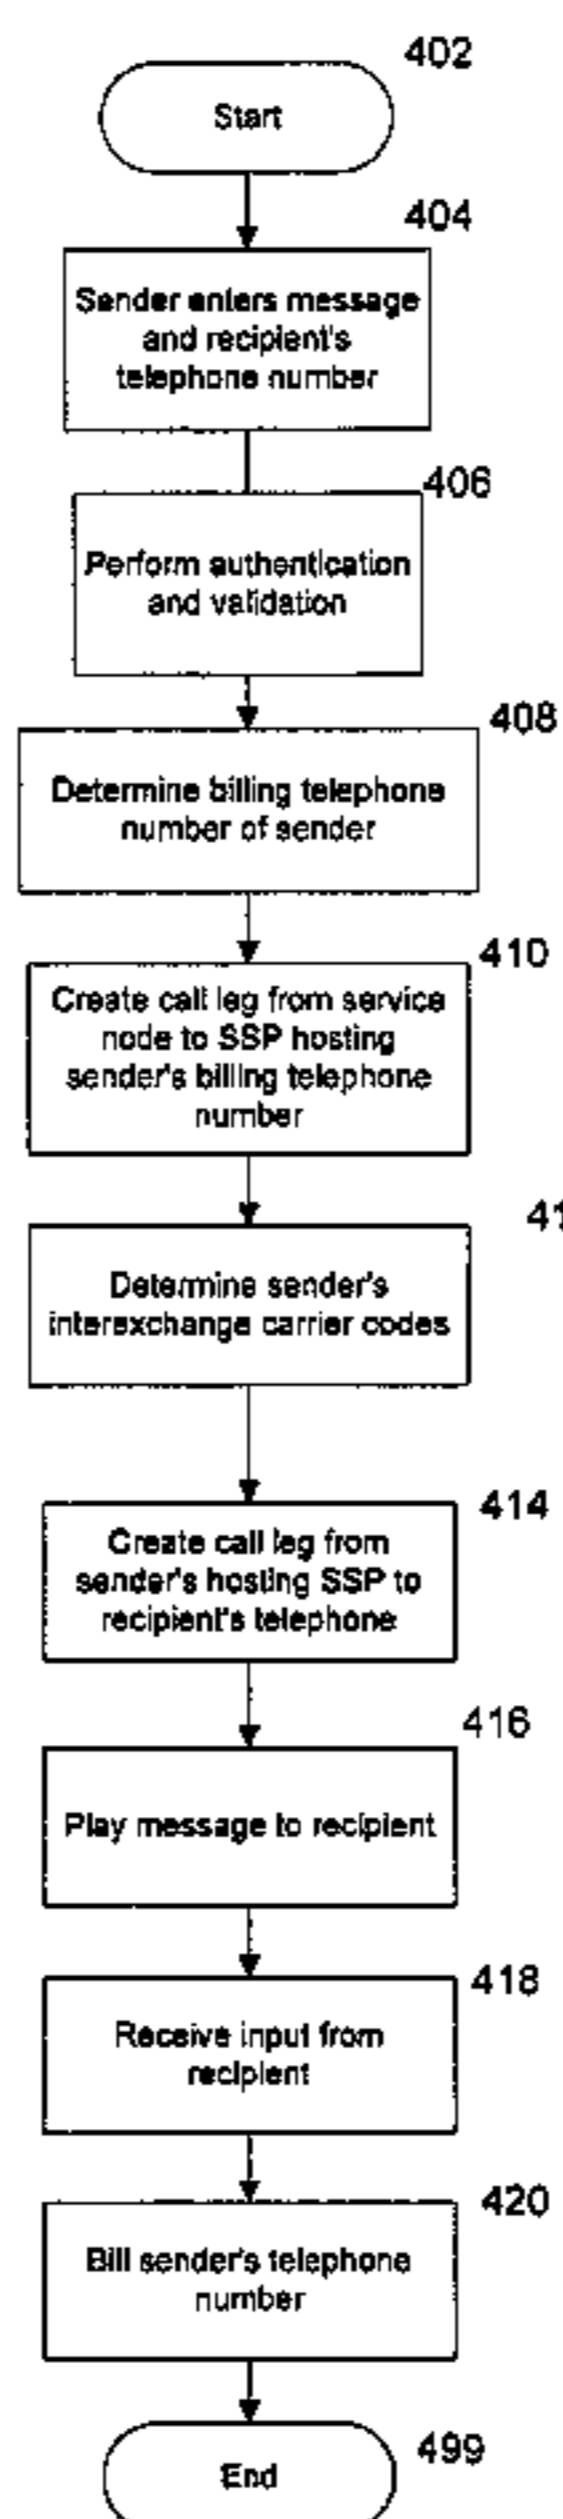 402
Start
404
Sender enters message
and recipient's
telephone number
406
Perform authentication
and validation
408
Determine billing telephone
number of sender
410
Create call leg from service
node to SSP hosting
sender's billing telephone
number
41
Determine sender's
interexchange carrier codes
414
Create call leg from
sender's hosting SSP to
recipient's telephone
416
Play message to recipient
418
Receive input from
recipient
420
Bill sender's telephone
number
499
End